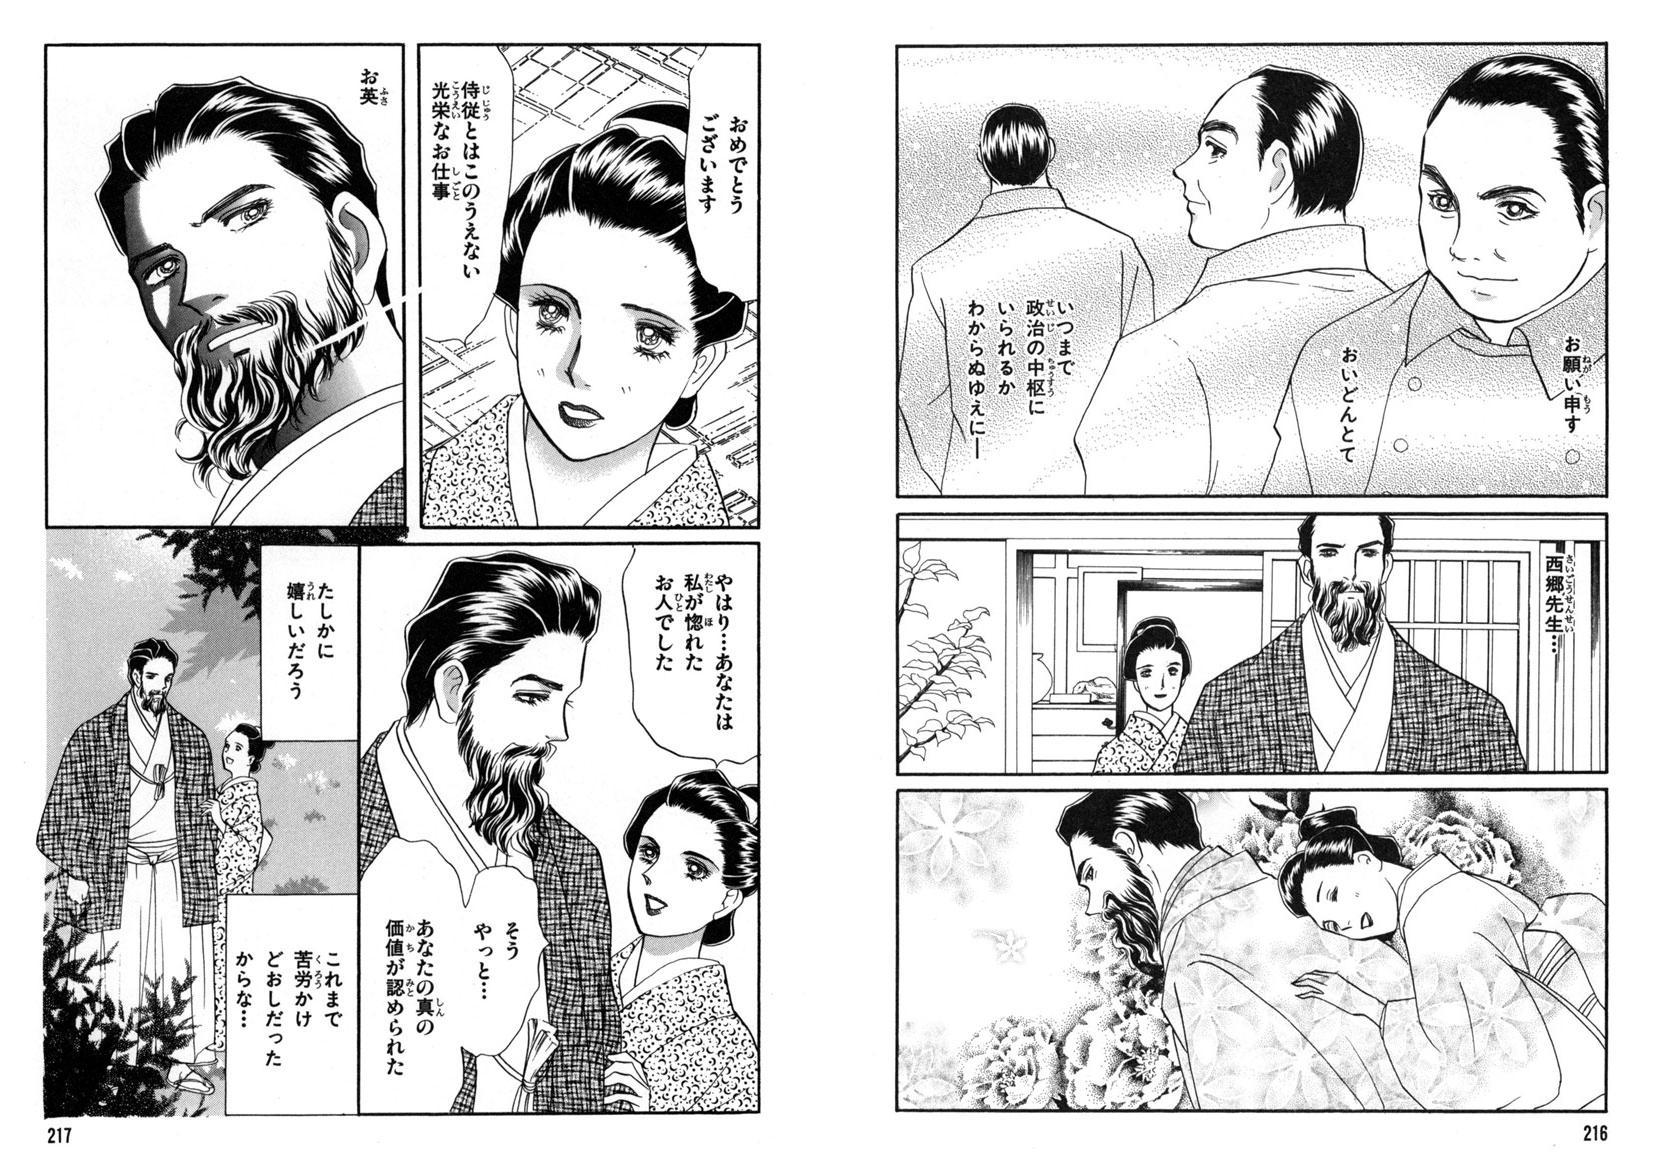 お願い申す
おいどんとて
いつまで
政治の中枢に
いられるか
わからぬゆえに―
西郷先生…
216
おめでとう
ございます
侍従とはこのうえない
光栄なお仕事
お英
やはり…あなたは
私が惚れた
お人でした
そう
やっと…
あなたの真の
価値が認められた
たしかに
嬉しいだろう
これまで
苦労かけ
どおしだった
からな…
217